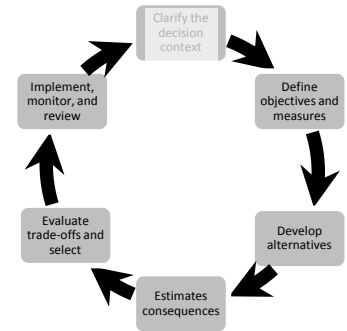 Clarify the
decision
context
Define
objectives and
measures
Develop
alternatives
Estimates
consequences
Evaluate
trade-offs and
select
Implement,
monitor, and
review